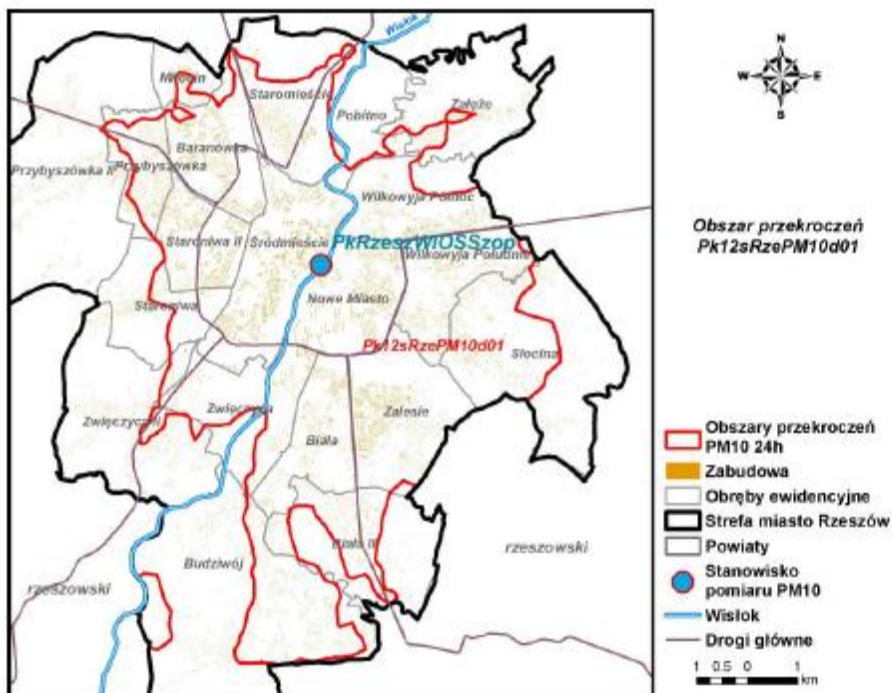 Wisłok
N
W E
S
Miłocin
Staromieście
Pobitno
Załęże
Baranówka
Przybyszówka II
Przybyszówka
Wilkowyja Północ
Obszar przekroczeń
Pk12sRzePM10d01
Staroniwa II
Śródmieście
PkRzeszWIOSSzop
Wilkowyja Południe
Staroniwa
Nowe Miasto
Pk12sRzePM10d01
Słocina
Zwięczyca II
Zwięczyca
Zalesie
Biała
Obszary przekroczeń
PM10 24h
Zabudowa
Obręby ewidencyjne
Strefa miasto Rzeszów
Powiaty
Stanowisko
pomiaru PM10
Wisłok
Drogi główne
1 0.5 0 1
km
Biała II
rzeszowski
Budziwój
rzeszowski